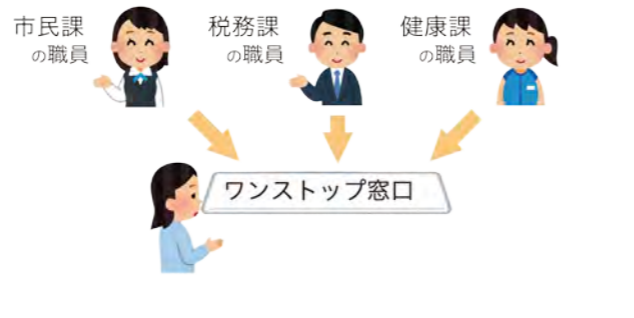 市民課
の職員
税務課
の職員
健康課
の職員
ワンストップ窓口